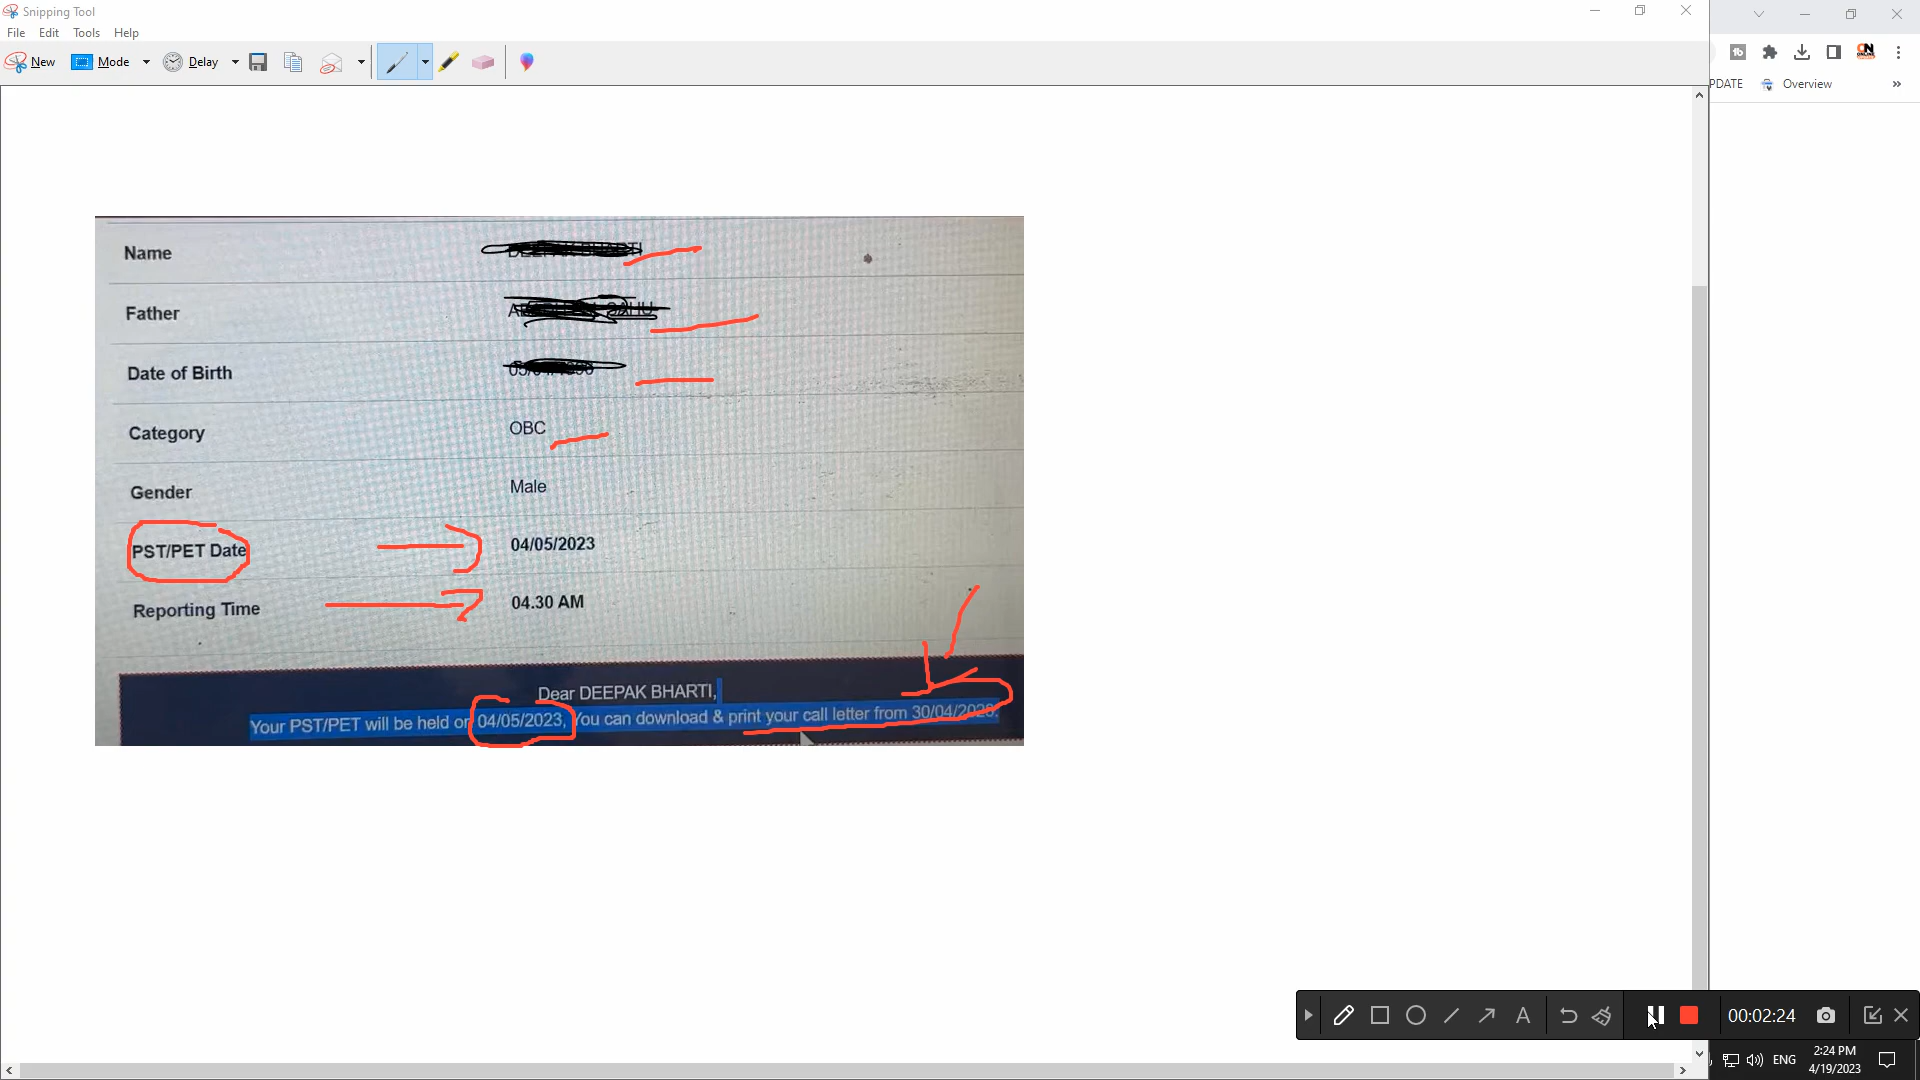 Snipping Tool
File Edit Tools Help
New Mode Delay
PDATE Overview
Name
Father
Date of Birth
Category OBC
Gender Male
PST/PET Date 04/05/2023
Reporting Time 04.30 AM
Dear DEEPAK BHARTI,
Your PST/PET will be held on 04/05/2023, You can download & print your call letter from 30/04/2023.
A 00:02:24
ENG 2:24 PM
4/19/2023